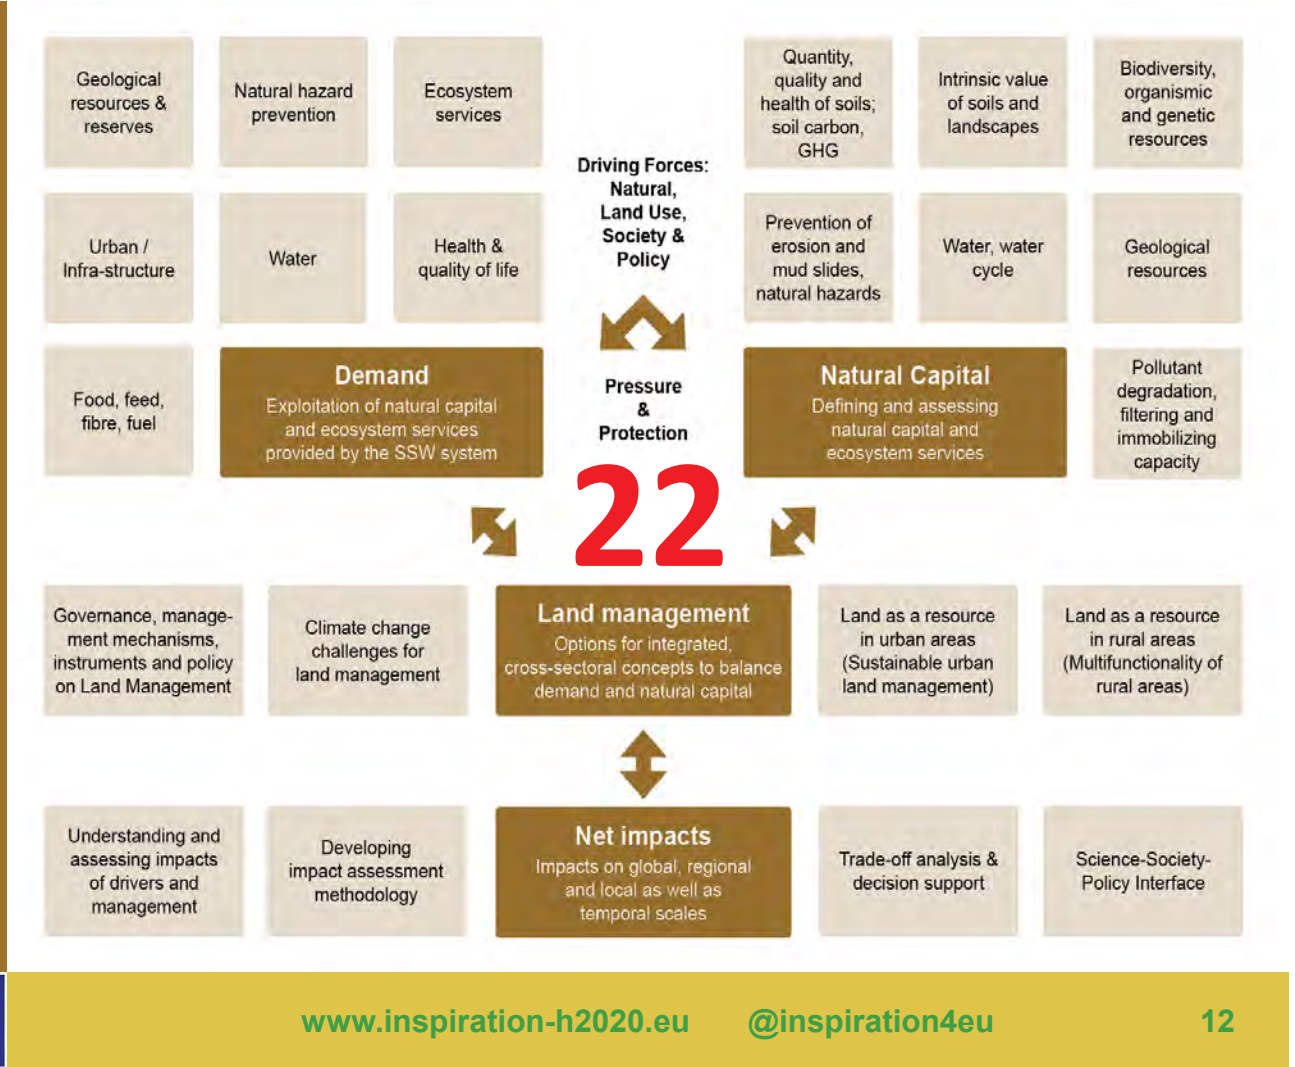 Geological
resources &
reserves
Natural hazard
prevention
Ecosystem
services
Urban /
Infra-structure
Water
Health &
quality of life
Food, feed,
fibre, fuel
Demand
Exploitation of natural capital
and ecosystem services
provided by the SSW system
Driving Forces:
Natural,
Land Use,
Society &
Policy
Pressure
&
Protection
22
Quantity,
quality and
health of soils;
soil carbon,
GHG
Intrinsic value
of soils and
landscapes
Biodiversity,
organismic
and genetic
resources
Prevention of
erosion and
mud slides,
natural hazards
Water, water
cycle
Geological
resources
Natural Capital
Defining and assessing
natural capital and
ecosystem services
Pollutant
degradation,
filtering and
immobilizing
capacity
Governance, manage-
ment mechanisms,
instruments and policy
on Land Management
Climate change
challenges for
land management
Land management
Options for integrated,
cross-sectoral concepts to balance
demand and natural capital
Land as a resource
in urban areas
(Sustainable urban
land management)
Land as a resource
in rural areas
(Multifunctionality of
rural areas)
Understanding and
assessing impacts
of drivers and
management
Developing
impact assessment
methodology
Net impacts
Impacts on global, regional
and local as well as
temporal scales
Trade-off analysis &
decision support
Science-Society-
Policy Interface
www.inspiration-h2020.eu @inspiration4eu 12